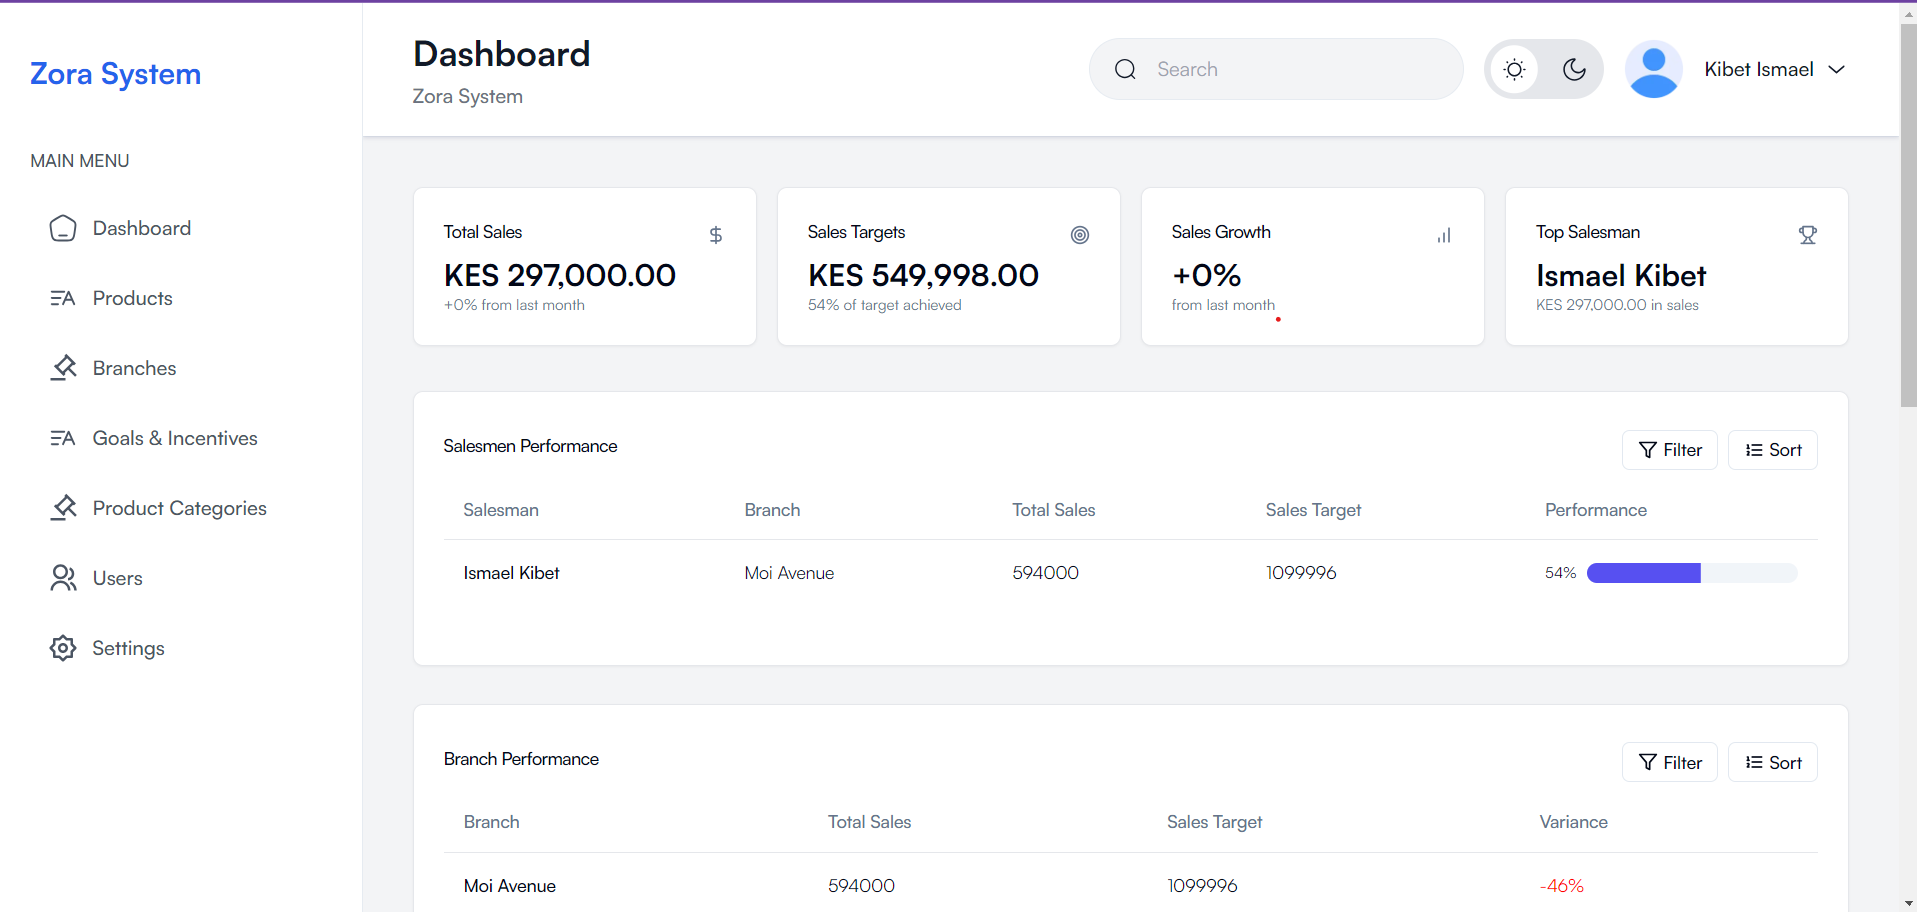 Zora System
MAIN MENU
Dashboard
Products
Branches
Goals & Incentives
Product Categories
Users
Settings
Dashboard
Zora System
Search
Kibet Ismael
Total Sales
KES 297,000.00
+0% from last month
Sales Targets
KES 549,998.00
54% of target achieved
Sales Growth
+0%
from last month
Top Salesman
Ismael Kibet
KES 297,000.00 in sales
Salesmen Performance
Filter
Sort
Salesman Branch Total Sales Sales Target Performance
Ismael Kibet Moi Avenue 594000 1099996 54%
Branch Performance
Filter
Sort
Branch Total Sales Sales Target Variance
Moi Avenue 594000 1099996 -46%